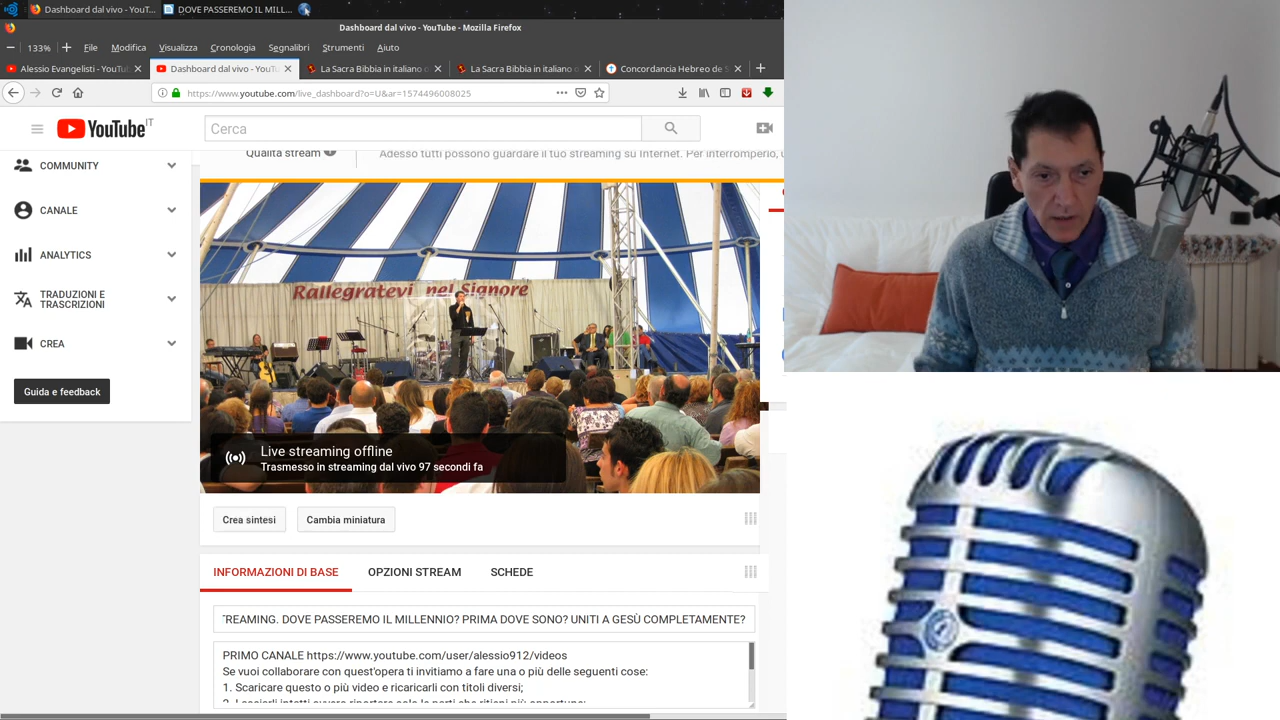 Dashboard dal vivo - YouT...
DOVE PASSEREMO IL MILL...
Dashboard dal vivo - YouTube - Mozilla Firefox
133%
File Modifica Visualizza Cronologia Segnalibri Strumenti Aiuto
Alessio Evangelisti - YouTu
Dashboard dal vivo - YouTu
La Sacra Bibbia in italiano o
La Sacra Bibbia in italiano d
Concordancia Hebreo de S
https://www.youtube.com/live_dashboard?o=U&ar=1574496008025
YouTube IT
Cerca
COMMUNITY
CANALE
ANALYTICS
TRADUZIONI E
TRASCRIZIONI
CREA
Guida e feedback
Qualità stream
Adesso tutti possono guardare il tuo streaming su Internet. Per interromperlo, u
Rallegratevi nel Signore
Live streaming offline
Trasmesso in streaming dal vivo 97 secondi fa
Crea sintesi
Cambia miniatura
INFORMAZIONI DI BASE
OPZIONI STREAM
SCHEDE
TREAMING. DOVE PASSEREMO IL MILLENNIO? PRIMA DOVE SONO? UNITI A GESÙ COMPLETAMENTE?
PRIMO CANALE https://www.youtube.com/user/alessio912/videos
Se vuoi collaborare con quest'opera ti invitiamo a fare una o più delle seguenti cose:
1. Scaricare questo o più video e ricaricarli con titoli diversi;